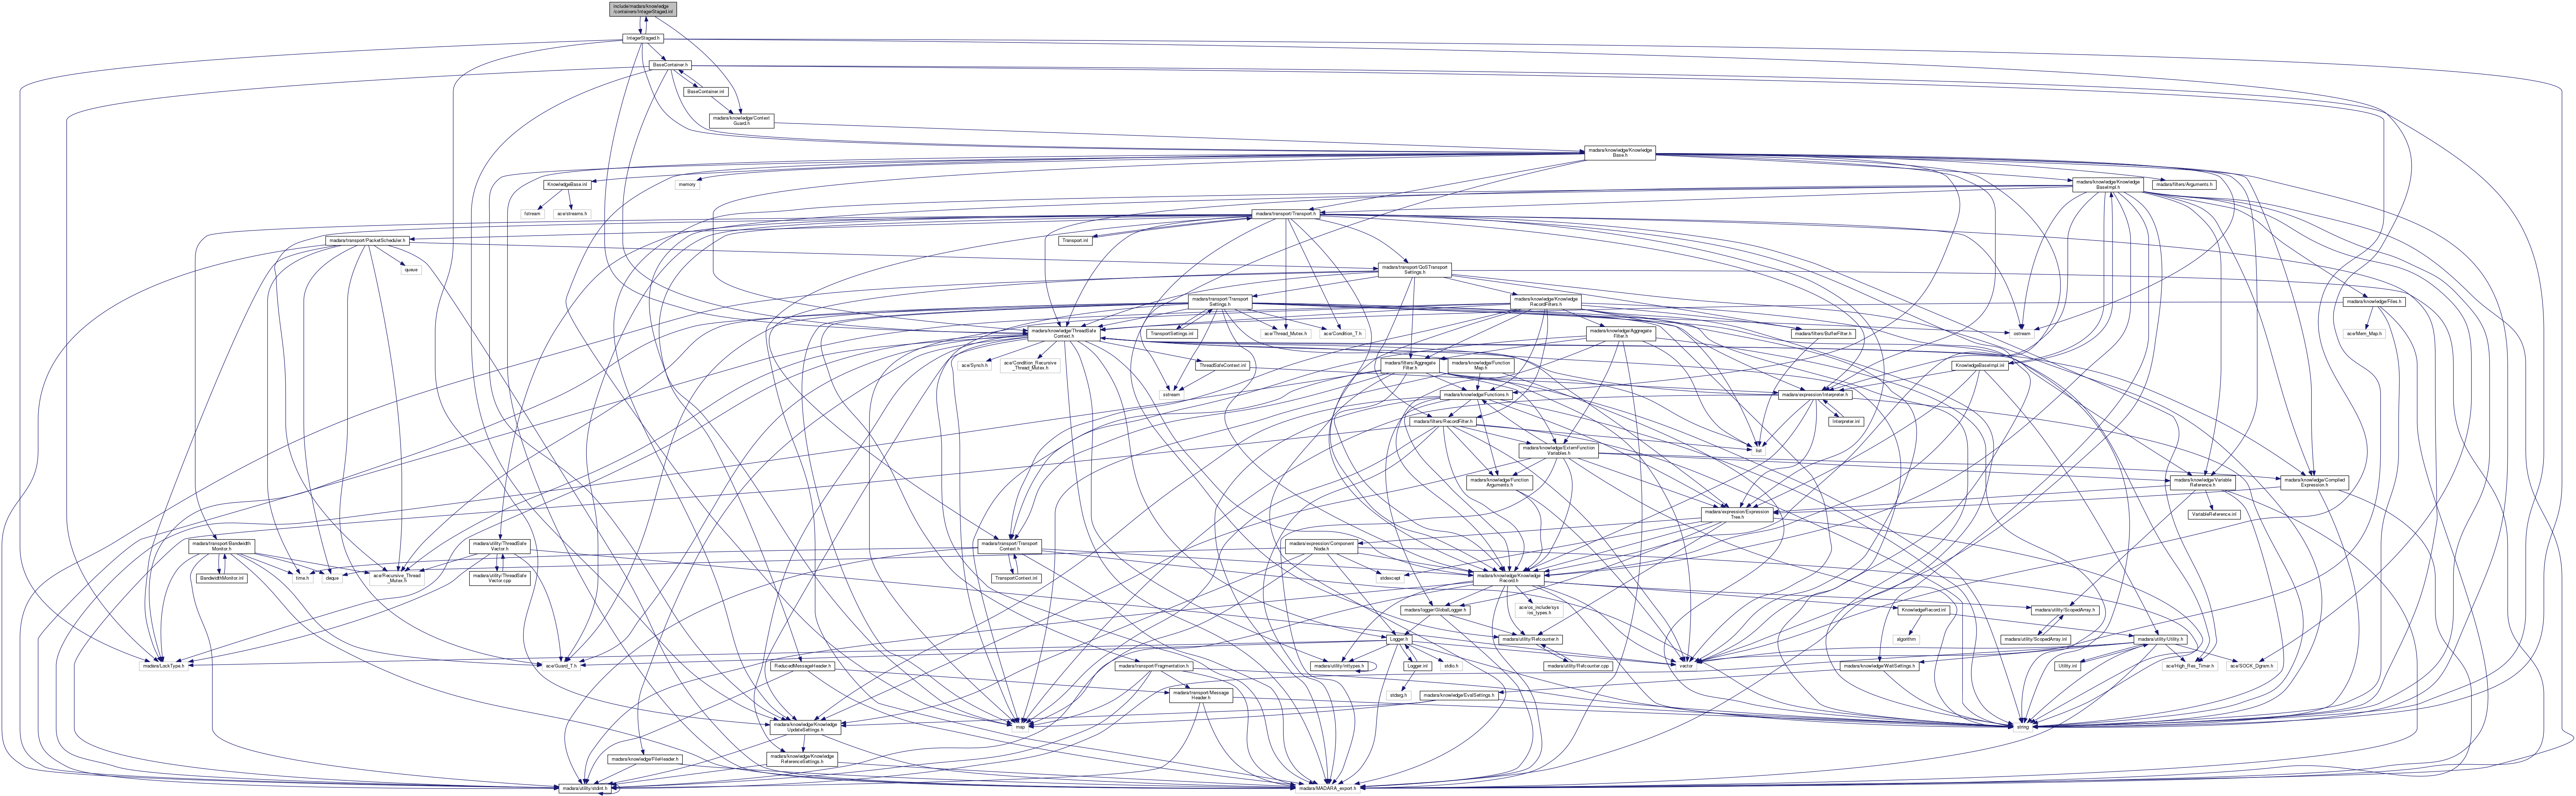 include/madara/knowledge
/containers/IntegerStaged.inl
IntegerStaged.h
BaseContainer.h
BaseContainer.inl
madara/knowledge/Context
Guard.h
madara/knowledge/Knowledge
Base.h
KnowledgeBase.inl
memory
madara/knowledge/Knowledge
BaseImpl.h
madara/filters/Arguments.h
fstream
ace/streams.h
madara/transport/Transport.h
madara/transport/PacketScheduler.h
Transport.inl
queue
madara/transport/QoSTransport
Settings.h
madara/transport/Transport
Settings.h
madara/knowledge/Knowledge
RecordFilters.h
madara/knowledge/Files.h
madara/knowledge/ThreadSafe
Context.h
TransportSettings.inl
ace/Thread_Mutex.h
ace/Condition_T.h
madara/knowledge/Aggregate
Filter.h
madara/filters/BufferFilter.h
ostream
ace/Mem_Map.h
ace/Synch.h
ace/Condition_Recursive
_Thread_Mutex.h
ThreadSafeContext.inl
madara/filters/Aggregate
Filter.h
madara/knowledge/Function
Map.h
KnowledgeBaseImpl.inl
sstream
madara/knowledge/Functions.h
madara/expression/Interpreter.h
madara/filters/RecordFilter.h
Interpreter.inl
madara/knowledge/ExternFunction
Variables.h
list
madara/knowledge/Function
Arguments.h
madara/knowledge/Variable
Reference.h
madara/knowledge/Compiled
Expression.h
madara/expression/Expression
Tree.h
VariableReference.inl
madara/transport/Bandwidth
Monitor.h
madara/utility/ThreadSafe
Vector.h
madara/transport/Transport
Context.h
madara/expression/Component
Node.h
BandwidthMonitor.inl
time.h
deque
ace/Recursive_Thread
_Mutex.h
madara/utility/ThreadSafe
Vector.cpp
TransportContext.inl
stdexcept
madara/knowledge/Knowledge
Record.h
madara/logger/GlobalLogger.h
ace/os_include/sys
/os_types.h
KnowledgeRecord.inl
madara/utility/ScopedArray.h
Logger.h
madara/utility/Refcounter.h
algorithm
madara/utility/ScopedArray.inl
madara/utility/Utility.h
madara/LockType.h
ace/Guard_T.h
ReducedMessageHeader.h
madara/transport/Fragmentation.h
madara/utility/IntTypes.h
Logger.inl
stdio.h
madara/utility/Refcounter.cpp
vector
madara/knowledge/WaitSettings.h
Utility.inl
ace/High_Res_Timer.h
ace/SOCK_Dgram.h
madara/transport/Message
Header.h
stdarg.h
madara/knowledge/EvalSettings.h
madara/knowledge/Knowledge
UpdateSettings.h
map
string
madara/knowledge/FileHeader.h
madara/knowledge/Knowledge
ReferenceSettings.h
madara/utility/stdint.h
madara/MADARA_export.h